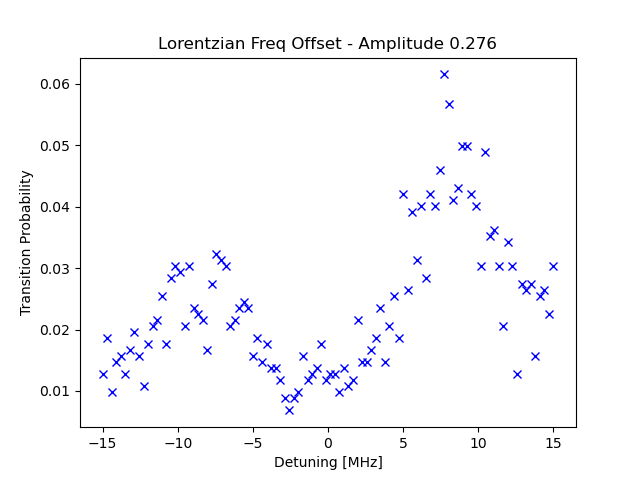 Lorentzian Freq Offset - Amplitude 0.276
Transition Probability
0.06
0.05
0.04
0.03
0.02
0.01
−15 −10 −5 0 5 10 15
Detuning [MHz]